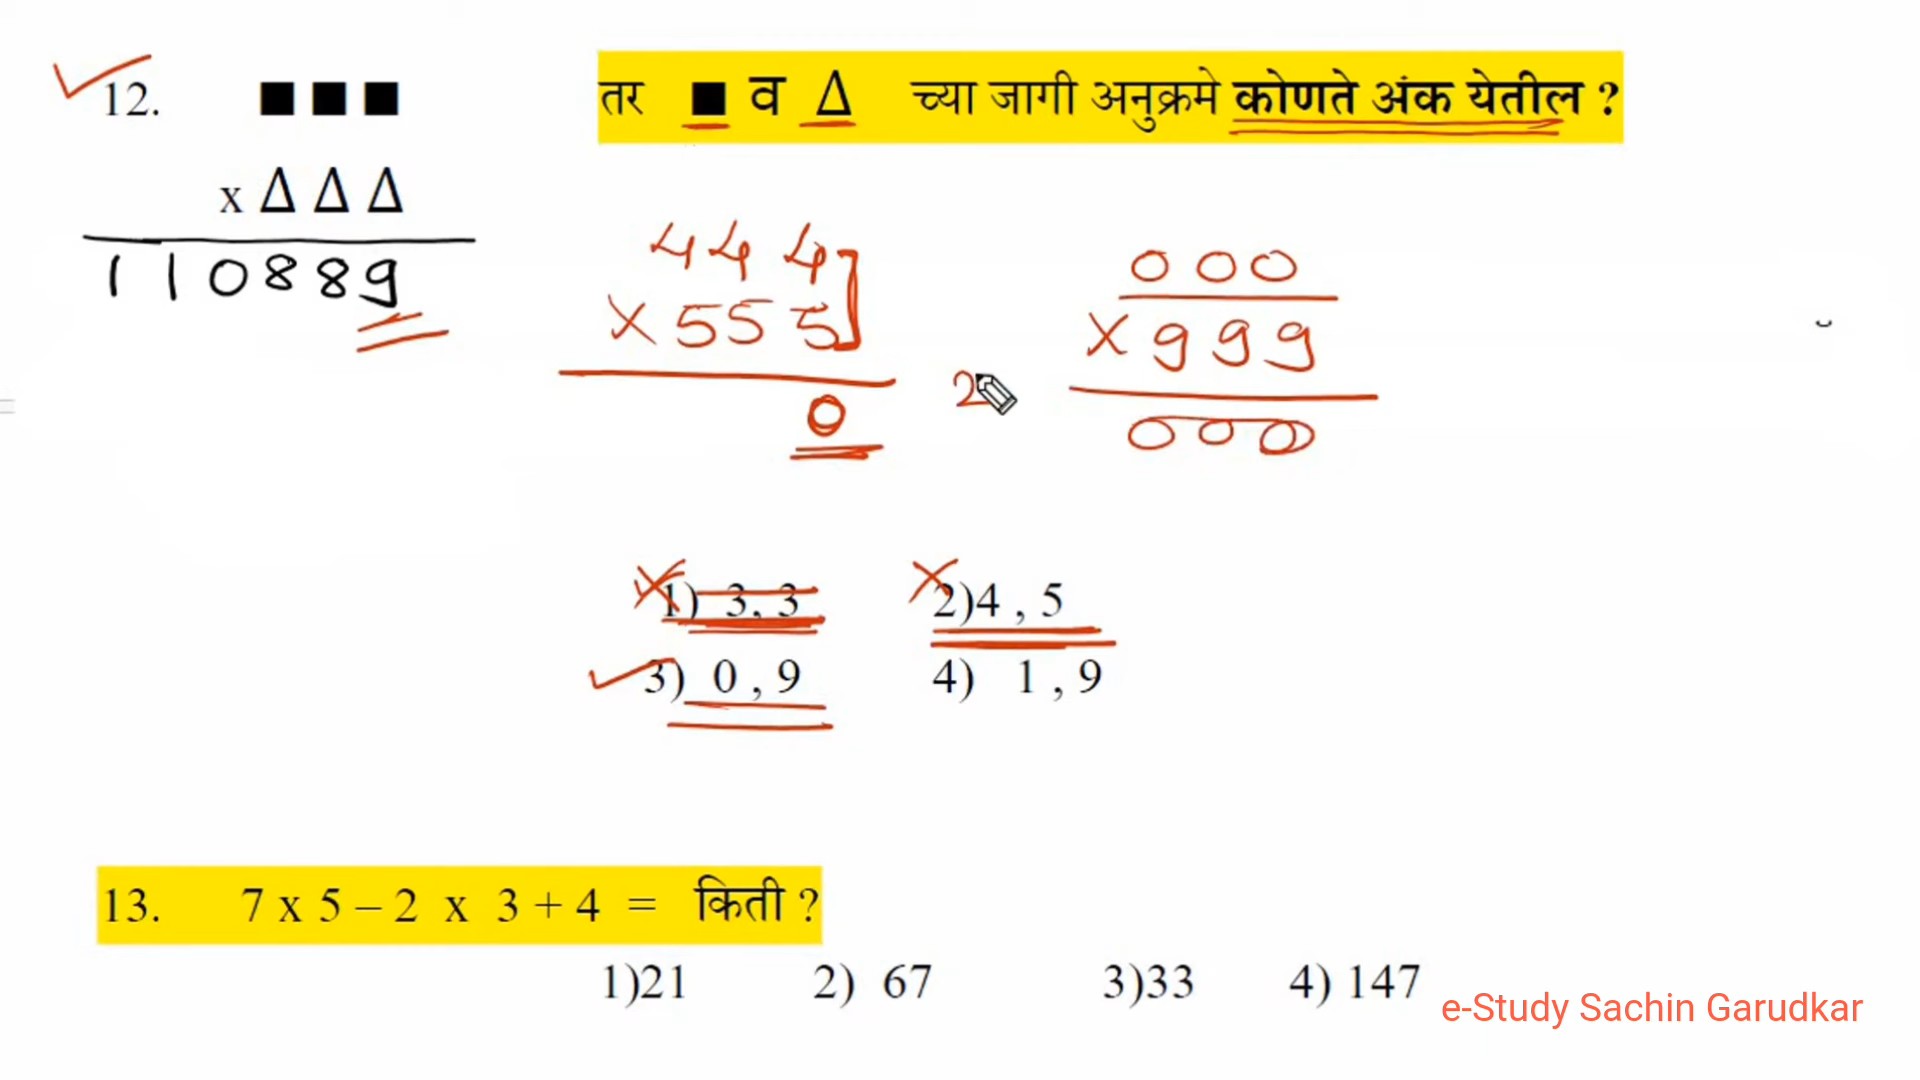 12. ■ ■ ■ तर ■ व Δ च्या जागी अनुक्रमे कोणते अंक येतील ?
x Δ Δ Δ
110889
444
x 555
0
2
000
x 999
000
1) 3, 3 2)4 , 5
3) 0 , 9 4) 1 , 9
13. 7 x 5 – 2 x 3 + 4 = किती ?
1)21 2) 67 3)33 4) 147
e-Study Sachin Garudkar